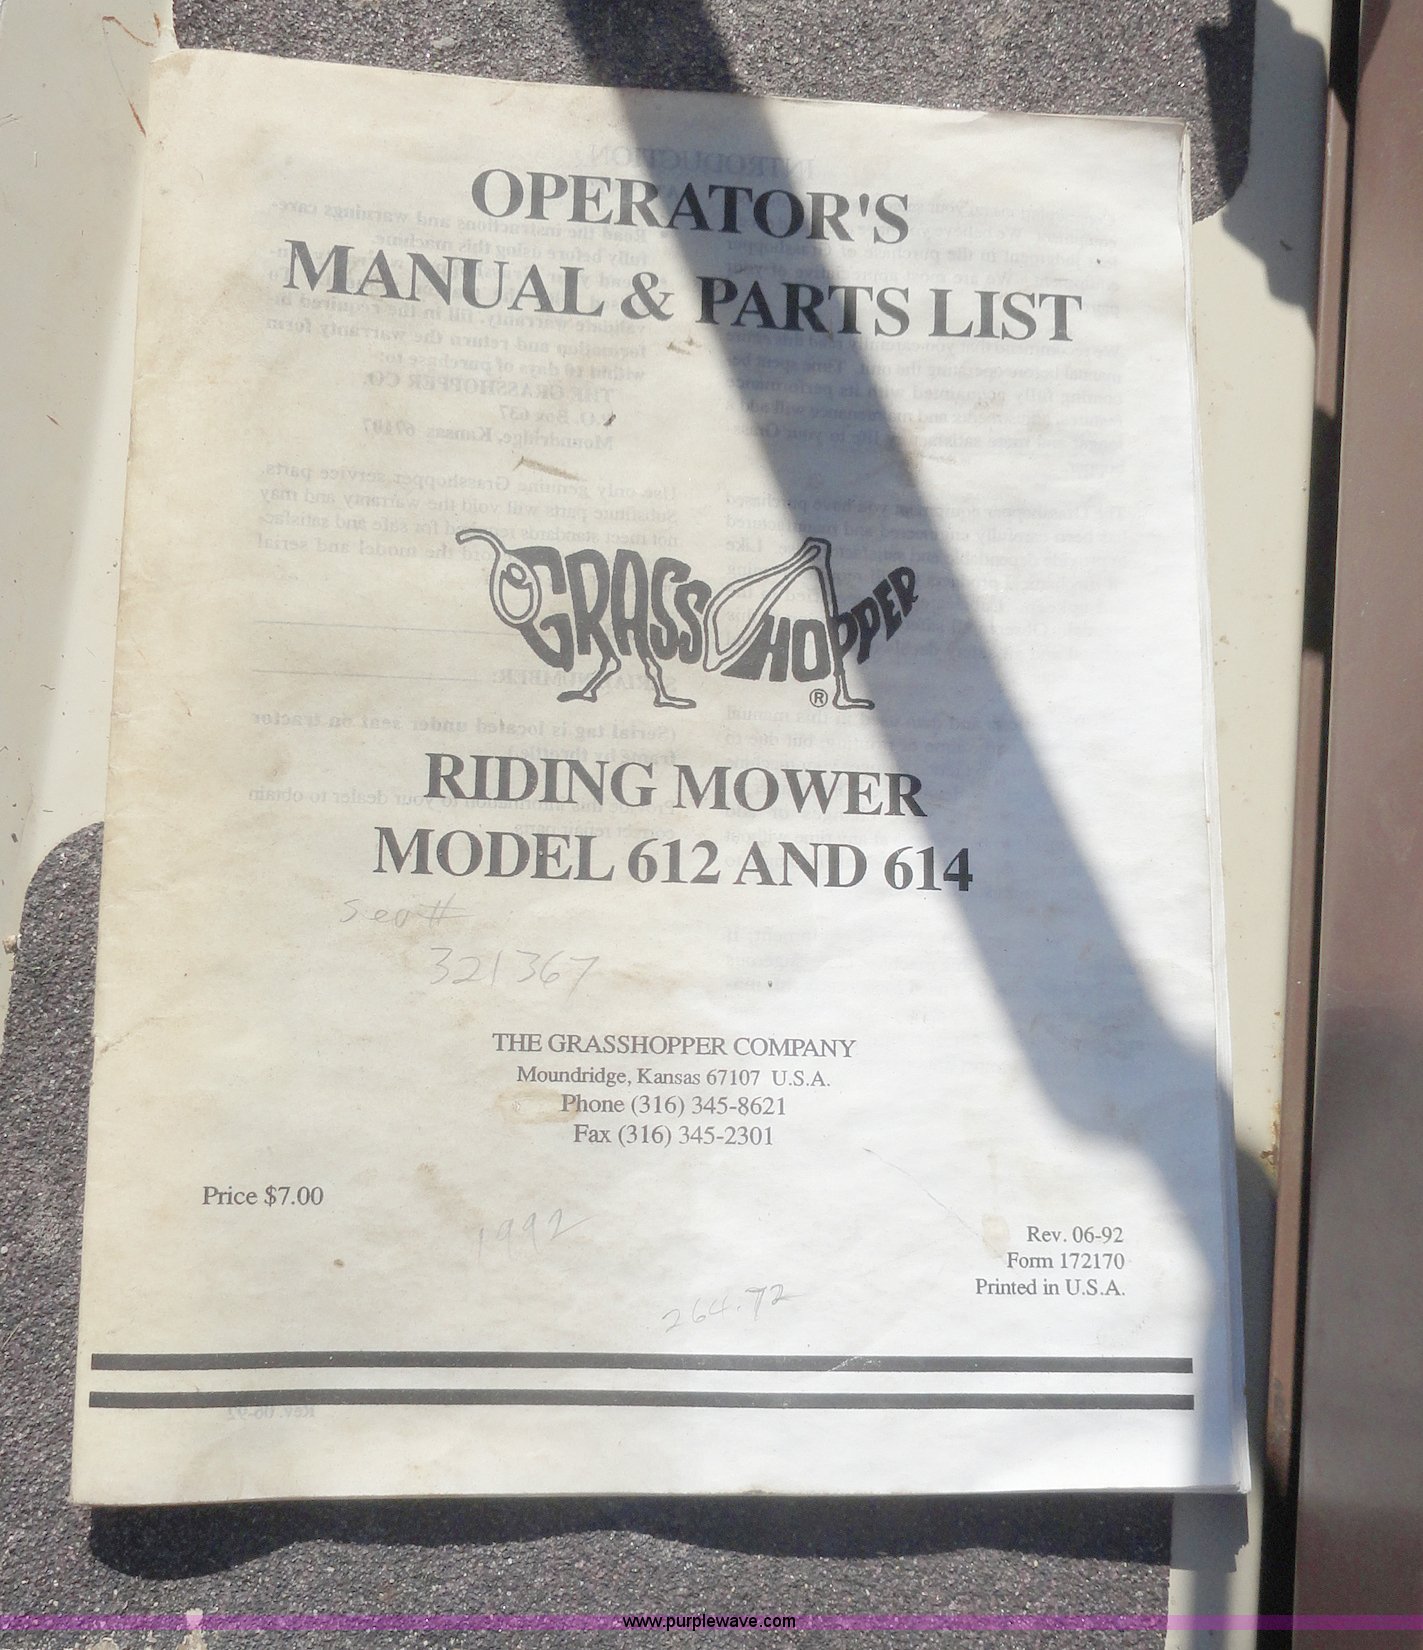 OPERATOR'S
MANUAL & PARTS LIST
GRASSHOPPER
®
RIDING MOWER
MODEL 612 AND 614
321367
THE GRASSHOPPER COMPANY
Moundridge, Kansas 67107 U.S.A.
Phone (316) 345-8621
Fax (316) 345-2301
Price $7.00
1992
Rev. 06-92
Form 172170
Printed in U.S.A.
264.72
www.purplewave.com